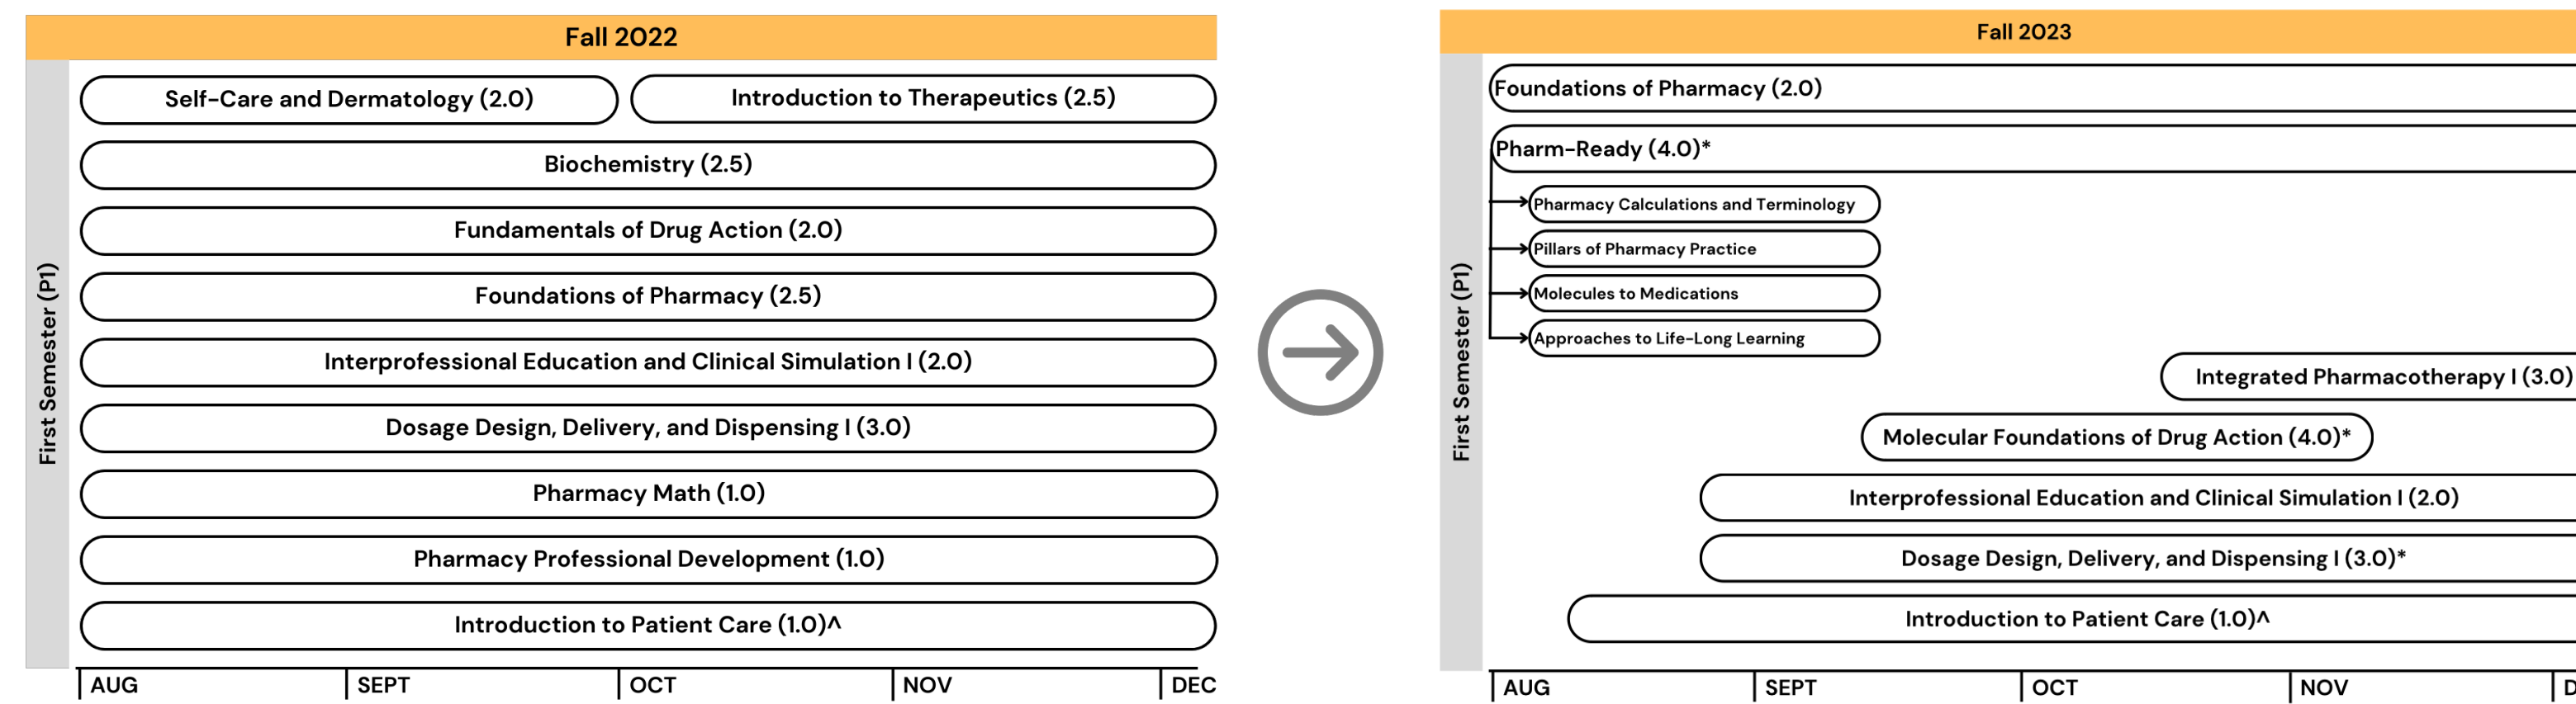 Fall 2022
First Semester (P1)
Self-Care and Dermatology (2.0)
Introduction to Therapeutics (2.5)
Biochemistry (2.5)
Fundamentals of Drug Action (2.0)
Foundations of Pharmacy (2.5)
Interprofessional Education and Clinical Simulation I (2.0)
Dosage Design, Delivery, and Dispensing I (3.0)
Pharmacy Math (1.0)
Pharmacy Professional Development (1.0)
Introduction to Patient Care (1.0)^
AUG
SEPT
OCT
NOV
DEC
Fall 2023
First Semester (P1)
Foundations of Pharmacy (2.0)
Pharm-Ready (4.0)*
Pharmacy Calculations and Terminology
Pillars of Pharmacy Practice
Molecules to Medications
Approaches to Life-Long Learning
Integrated Pharmacotherapy I (3.0)
Molecular Foundations of Drug Action (4.0)*
Interprofessional Education and Clinical Simulation I (2.0)
Dosage Design, Delivery, and Dispensing I (3.0)*
Introduction to Patient Care (1.0)^
AUG
SEPT
OCT
NOV
D